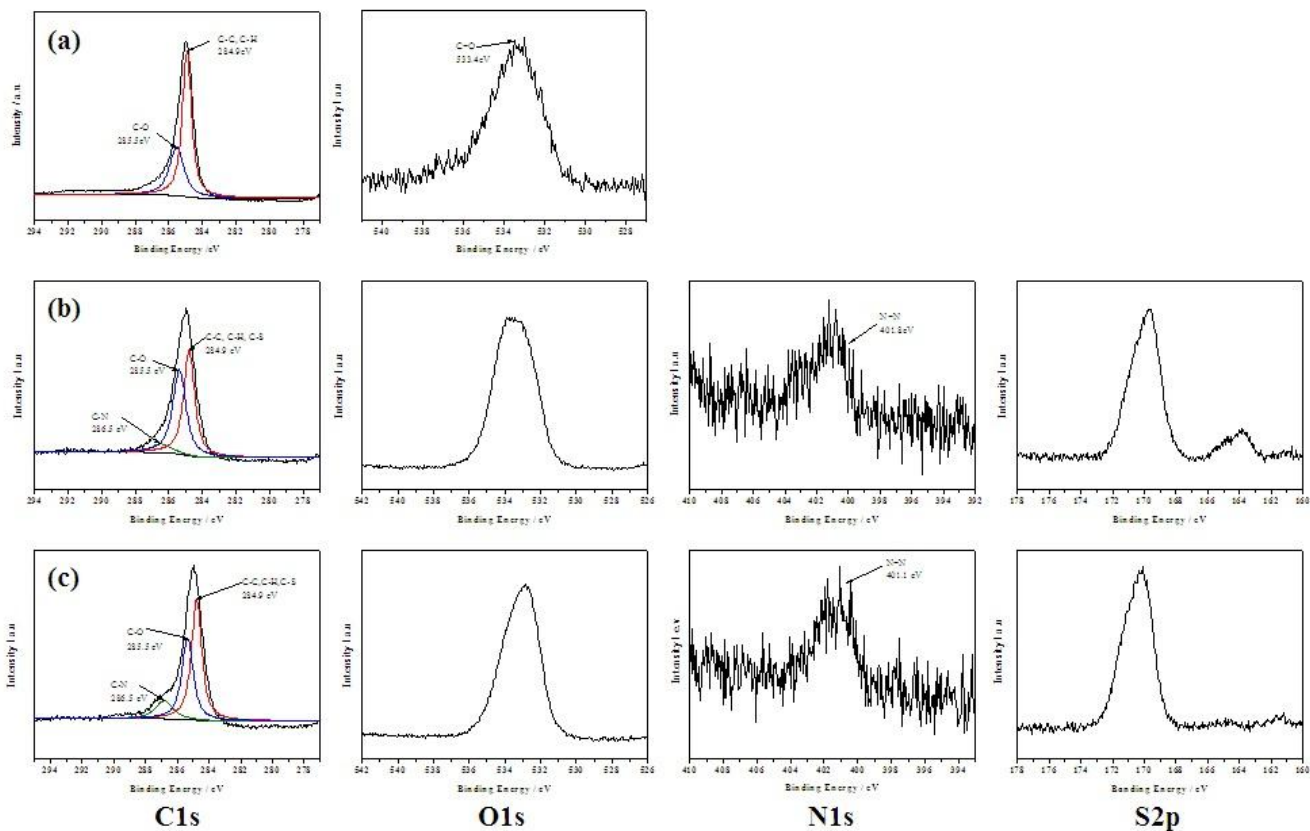 (a)
C-C, C-H
284.9eV
C-O
285.5eV
Intensity / a.u
294 292 290 288 286 284 282 280 278
Binding Energy /eV
C=O
533.4eV
Intensity / a.u
540 538 536 534 532 530 528
Binding Energy /eV
(b)
C-C, C-H, C-S
284.9 eV
C-O
285.5 eV
C-N
286.5 eV
Intensity / a.u
294 292 290 288 286 284 282 280 278
Binding Energy / eV
Intensity / a.u
542 540 538 536 534 532 530 528 526
Binding Energy / eV
N=N
401.8eV
Intensity / a.u
410 408 406 404 402 400 398 396 394 392
Binding Energy / eV
Intensity / a.u
178 176 174 172 170 168 166 164 162 160
Binding Energy / eV
(c)
C-C,C-H,C-S
284.9 eV
C-O
285.5 eV
C-N
286.5 eV
Intensity / a.u
294 292 290 288 286 284 282 280 278
Binding Energy / eV
Intensity / a.u
542 540 538 536 534 532 530 528 526
Binding Energy / eV
N=N
401.1 eV
Intensity / e.v
410 408 406 404 402 400 398 396 394
Binding Energy / eV
Intensity / a.u
178 176 174 172 170 168 166 164 162 160
Banding Energy / eV
C1s
O1s
N1s
S2p